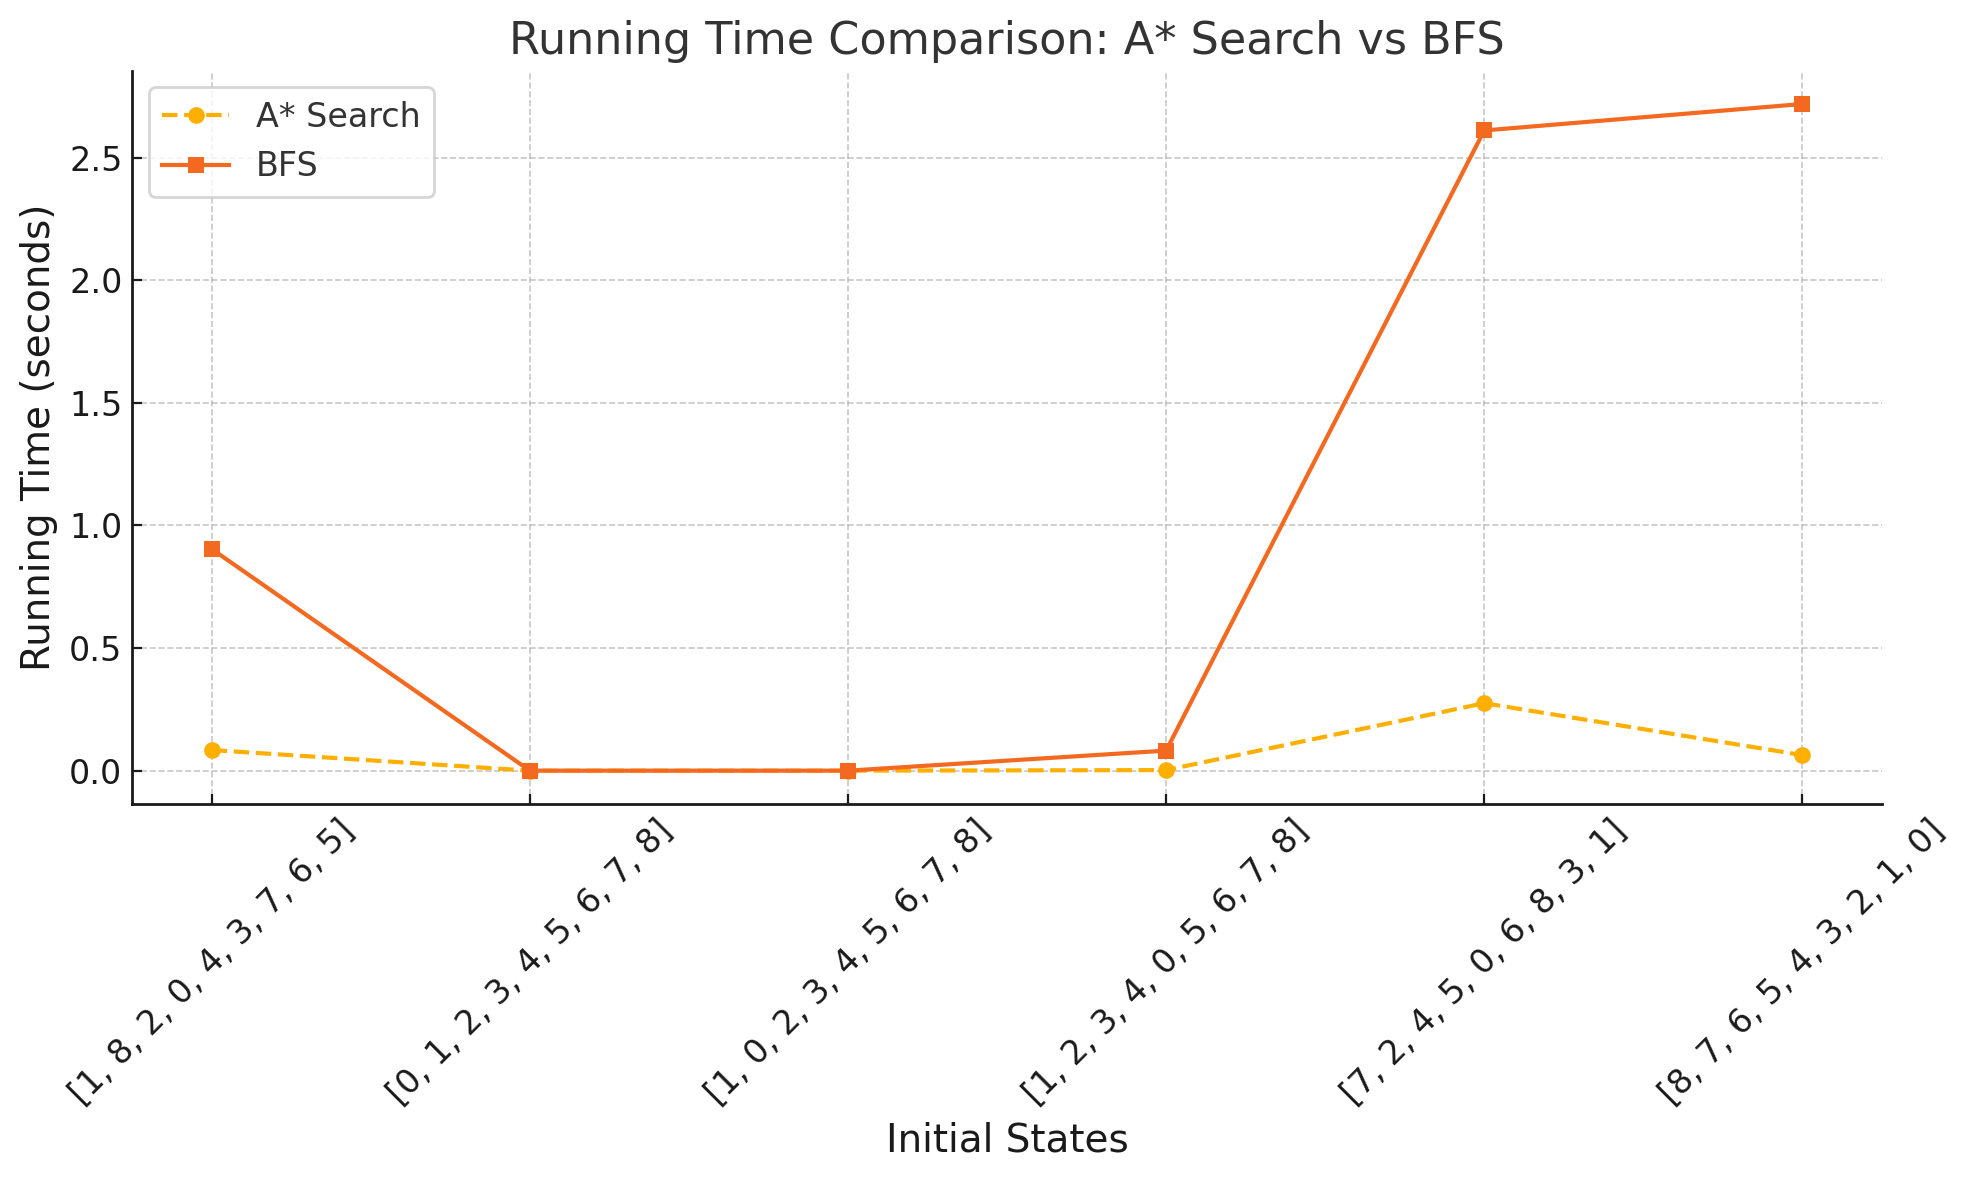 Running Time Comparison: A* Search vs BFS
A* Search
BFS
Running Time (seconds)
2.5
2.0
1.5
1.0
0.5
0.0
[1, 8, 2, 0, 4, 3, 7, 6, 5]
[0, 1, 2, 3, 4, 5, 6, 7, 8]
[1, 0, 2, 3, 4, 5, 6, 7, 8]
[1, 2, 3, 4, 0, 5, 6, 7, 8]
[7, 2, 4, 5, 0, 6, 8, 3, 1]
[8, 7, 6, 5, 4, 3, 2, 1, 0]
Initial States